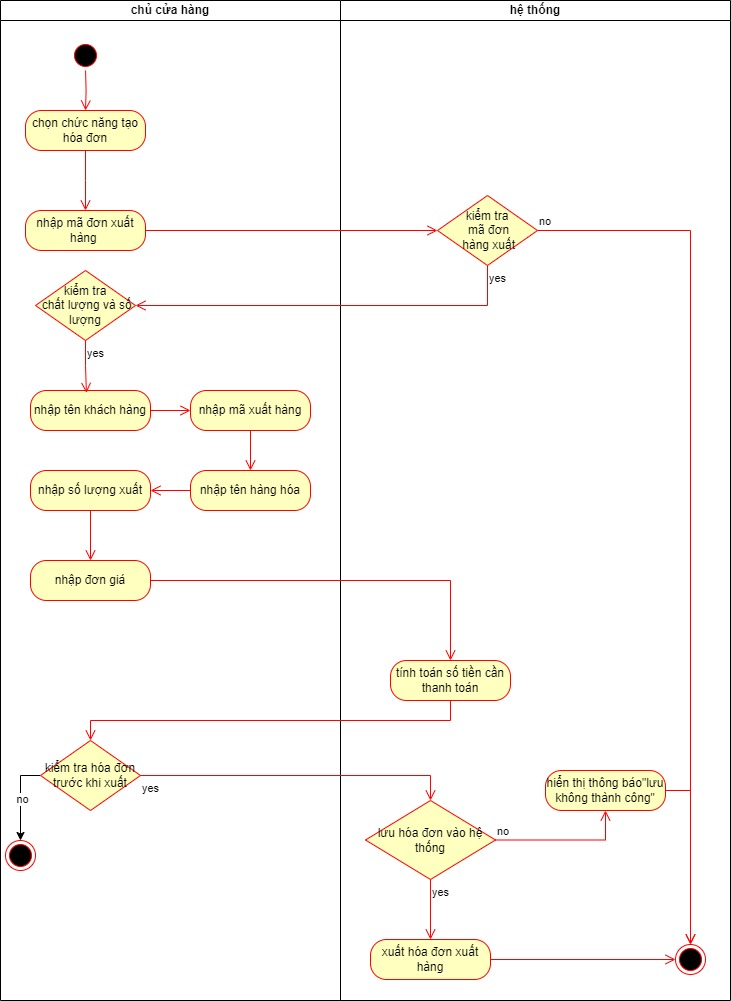 chủ cửa hàng
hệ thống
chọn chức năng tạo
hóa đơn
nhập mã đơn xuất
hàng
kiểm tra
mã đơn
hàng xuất
no
yes
kiểm tra
chất lượng và số
lượng
yes
nhập tên khách hàng
nhập mã xuất hàng
nhập số lượng xuất
nhập tên hàng hóa
nhập đơn giá
tính toán số tiền cần
thanh toán
kiểm tra hóa đơn
trước khi xuất
no
yes
hiển thị thông báo"lưu
không thành công"
lưu hóa đơn vào hệ
thống
no
yes
xuất hóa đơn xuất
hàng